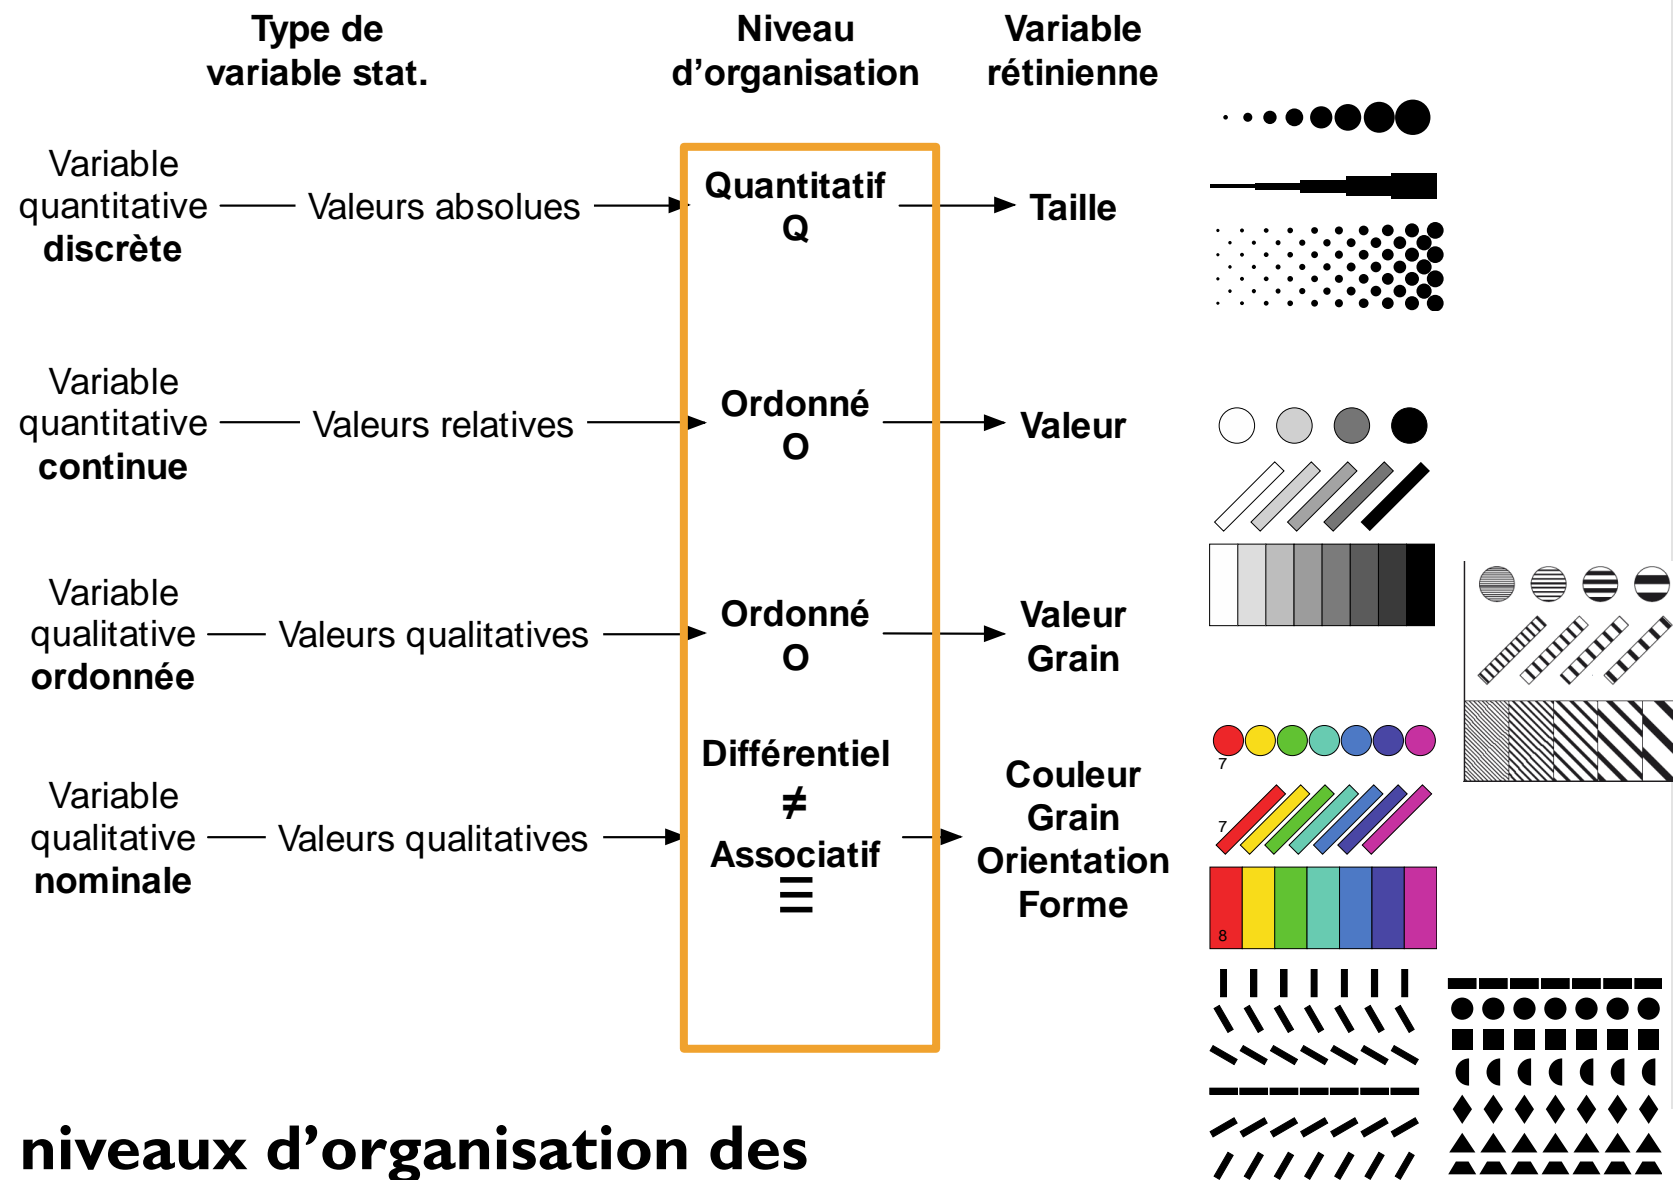 Type de
variable stat.
Niveau
d'organisation
Variable
rétinienne
Variable
quantitative
discrète
Valeurs absolues
Quantitatif
Q
Taille
Variable
quantitative
continue
Valeurs relatives
Ordonné
O
Valeur
Variable
qualitative
ordonnée
Valeurs qualitatives
Ordonné
O
Valeur
Grain
Variable
qualitative
nominale
Valeurs qualitatives
Différentiel
≠
Associatif
≡
Couleur
Grain
Orientation
Forme
7
7
8
niveaux d'organisation des